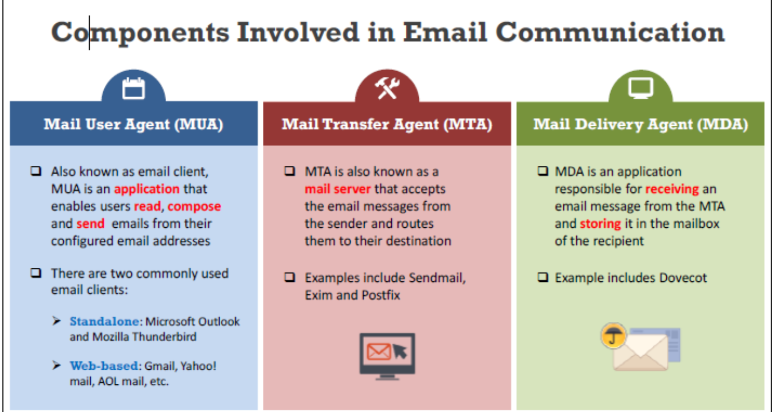 Components Involved in Email Communication
Mail User Agent (MUA)
Also known as email client,
MUA is an application that
enables users read, compose
and send emails from their
configured email addresses
There are two commonly used
email clients:
Standalone: Microsoft Outlook
and Mozilla Thunderbird
Web-based: Gmail, Yahoo!
mail, AOL mail, etc.
Mail Transfer Agent (MTA)
MTA is also known as a
mail server that accepts
the email messages from
the sender and routes
them to their destination
Examples include Sendmail,
Exim and Postfix
Mail Delivery Agent (MDA)
MDA is an application
responsible for receiving an
email message from the MTA
and storing it in the mailbox
of the recipient
Example includes Dovecot